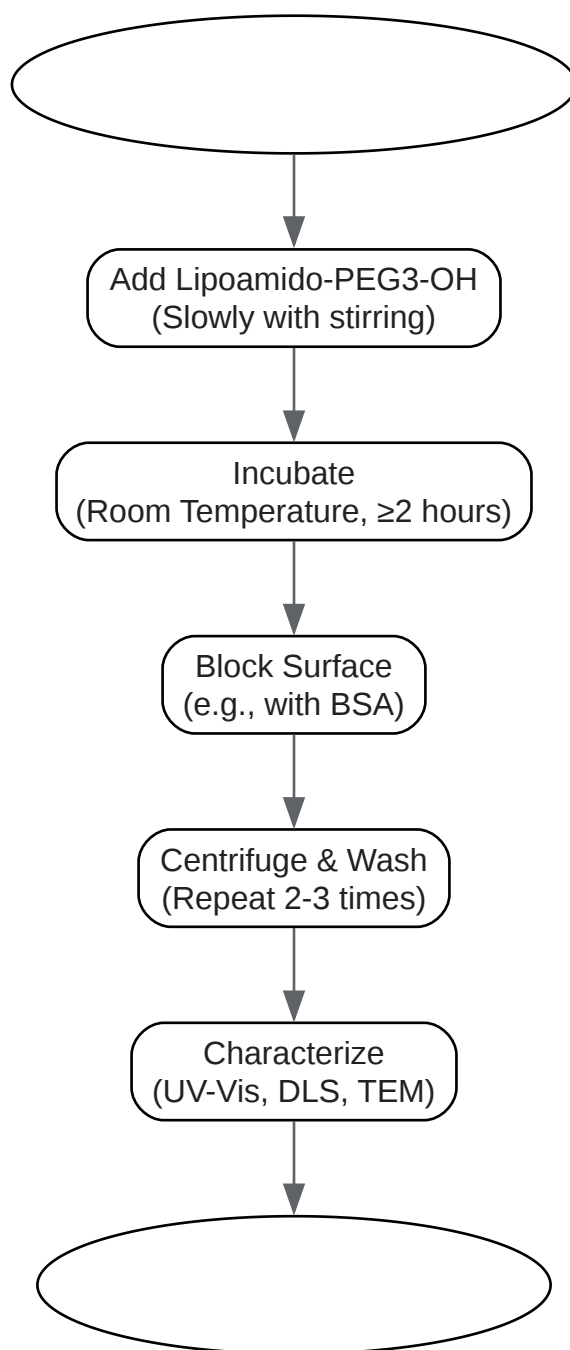 Add Lipoamido-PEG3-OH
(Slowly with stirring)
Incubate
(Room Temperature, ≥2 hours)
Block Surface
(e.g., with BSA)
Centrifuge & Wash
(Repeat 2-3 times)
Characterize
(UV-Vis, DLS, TEM)